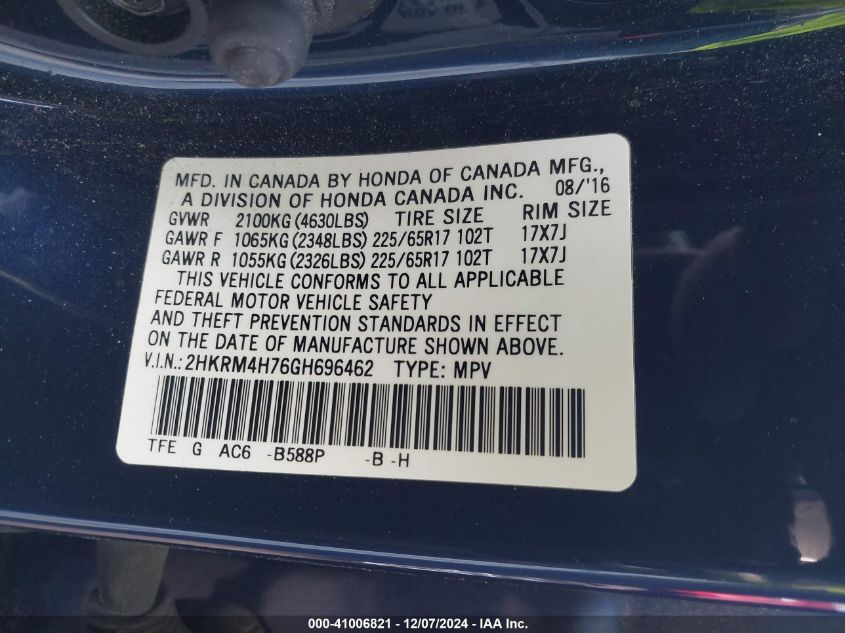 MFD. IN CANADA BY HONDA OF CANADA MFG.,
A DIVISION OF HONDA CANADA INC. 08/'16
GVWR 2100KG (4630LBS) TIRE SIZE RIM SIZE
GAWR F 1065KG (2348LBS) 225/65R17 102T 17X7J
GAWR R 1055KG (2326LBS) 225/65R17 102T 17X7J
THIS VEHICLE CONFORMS TO ALL APPLICABLE
FEDERAL MOTOR VEHICLE SAFETY
AND THEFT PREVENTION STANDARDS IN EFFECT
ON THE DATE OF MANUFACTURE SHOWN ABOVE.
V.I.N.: 2HKRM4H76GH696462 TYPE: MPV
TFE G AC6 -B588P -B -H
000-41006821 - 12/07/2024 - IAA Inc.